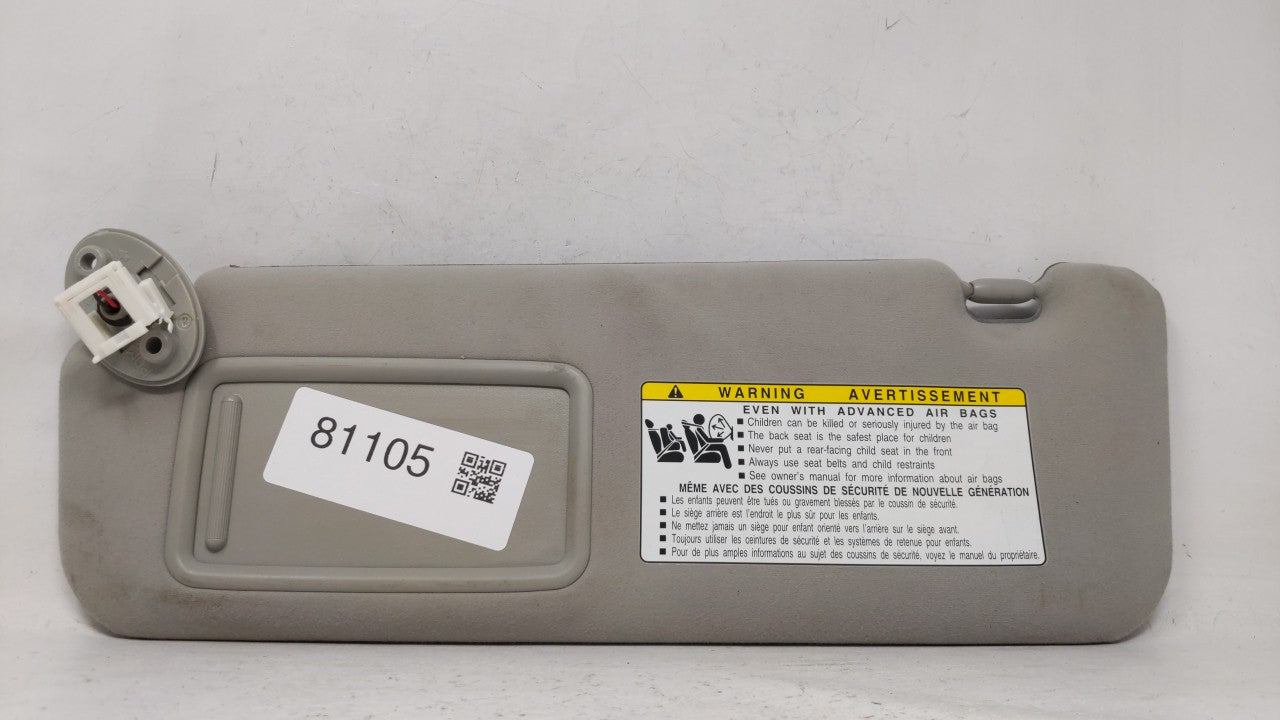 81105
WARNING AVERTISSEMENT
EVEN WITH ADVANCED AIR BAGS
■ Children can be killed or seriously injured by the air bag
■ The back seat is the safest place for children
■ Never put a rear-facing child seat in the front
■ Always use seat belts and child restraints
■ See owner's manual for more information about air bags
MÊME AVEC DES COUSSINS DE SÉCURITÉ DE NOUVELLE GÉNÉRATION
■ Les enfants peuvent être tués ou gravement blessés par le coussin de sécurité.
■ Le siège arrière est l'endroit le plus sûr pour les enfants.
■ Ne mettez jamais un siège pour enfant orienté vers l'arrière sur le siège avant.
■ Toujours utiliser les ceintures de sécurité et les systèmes de retenue pour enfants.
■ Pour de plus amples informations au sujet des coussins de sécurité, voyez le manuel du propriétaire.